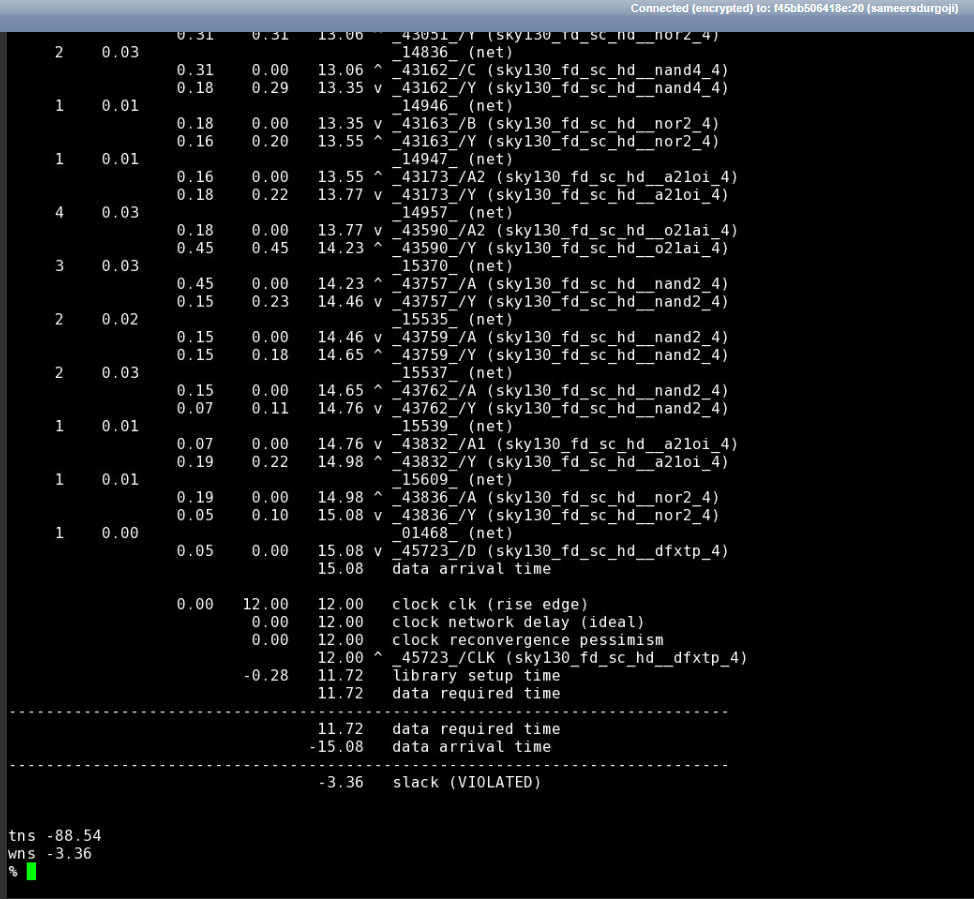 Connected (encrypted) to: f45bb506418e:20 (sameersdurgoji)
0.31 0.31 13.06 ^ _43051_/Y (sky130_fd_sc_hd__nor2_4)
2 0.03 _14836_ (net)
0.31 0.00 13.06 ^ _43162_/C (sky130_fd_sc_hd__nand4_4)
0.18 0.29 13.35 v _43162_/Y (sky130_fd_sc_hd__nand4_4)
1 0.01 _14946_ (net)
0.18 0.00 13.35 v _43163_/B (sky130_fd_sc_hd__nor2_4)
0.16 0.20 13.55 ^ _43163_/Y (sky130_fd_sc_hd__nor2_4)
1 0.01 _14947_ (net)
0.16 0.00 13.55 ^ _43173_/A2 (sky130_fd_sc_hd__a21oi_4)
0.18 0.22 13.77 v _43173_/Y (sky130_fd_sc_hd__a21oi_4)
4 0.03 _14957_ (net)
0.18 0.00 13.77 v _43590_/A2 (sky130_fd_sc_hd__o21ai_4)
0.45 0.45 14.23 ^ _43590_/Y (sky130_fd_sc_hd__o21ai_4)
3 0.03 _15370_ (net)
0.45 0.00 14.23 ^ _43757_/A (sky130_fd_sc_hd__nand2_4)
0.15 0.23 14.46 v _43757_/Y (sky130_fd_sc_hd__nand2_4)
2 0.02 _15535_ (net)
0.15 0.00 14.46 v _43759_/A (sky130_fd_sc_hd__nand2_4)
0.15 0.18 14.65 ^ _43759_/Y (sky130_fd_sc_hd__nand2_4)
2 0.03 _15537_ (net)
0.15 0.00 14.65 ^ _43762_/A (sky130_fd_sc_hd__nand2_4)
0.07 0.11 14.76 v _43762_/Y (sky130_fd_sc_hd__nand2_4)
1 0.01 _15539_ (net)
0.07 0.00 14.76 v _43832_/A1 (sky130_fd_sc_hd__a21oi_4)
0.19 0.22 14.98 ^ _43832_/Y (sky130_fd_sc_hd__a21oi_4)
1 0.01 _15609_ (net)
0.19 0.00 14.98 ^ _43836_/A (sky130_fd_sc_hd__nor2_4)
0.05 0.10 15.08 v _43836_/Y (sky130_fd_sc_hd__nor2_4)
1 0.00 _01468_ (net)
0.05 0.00 15.08 v _45723_/D (sky130_fd_sc_hd__dfxtp_4)
15.08 data arrival time
0.00 12.00 12.00 clock clk (rise edge)
0.00 12.00 clock network delay (ideal)
0.00 12.00 clock reconvergence pessimism
12.00 ^ _45723_/CLK (sky130_fd_sc_hd__dfxtp_4)
-0.28 11.72 library setup time
11.72 data required time
-----------------------------------------------------------------------------
11.72 data required time
-15.08 data arrival time
-----------------------------------------------------------------------------
-3.36 slack (VIOLATED)
tns -88.54
wns -3.36
%